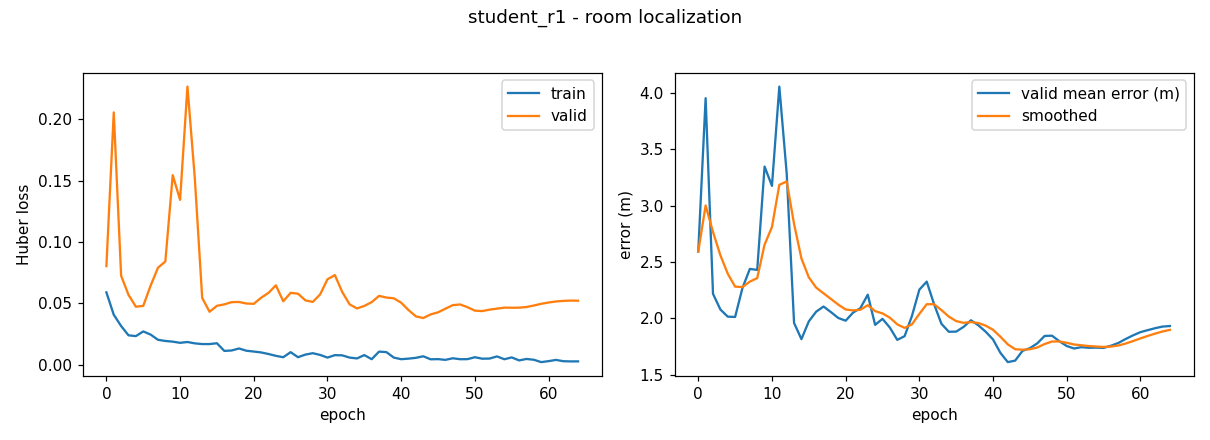 student_r1 - room localization
Huber loss
0.20
0.15
0.10
0.05
0.00
train
valid
0 10 20 30 40 50 60
epoch
error (m)
4.0
3.5
3.0
2.5
2.0
1.5
valid mean error (m)
smoothed
0 10 20 30 40 50 60
epoch